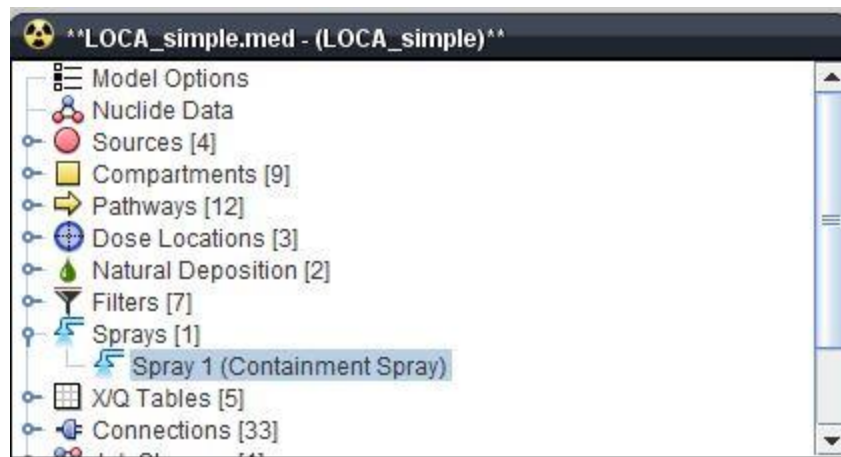 **LOCA_simple.med - (LOCA_simple)**
Model Options
Nuclide Data
Sources [4]
Compartments [9]
Pathways [12]
Dose Locations [3]
Natural Deposition [2]
Filters [7]
Sprays [1]
Spray 1 (Containment Spray)
X/Q Tables [5]
Connections [33]